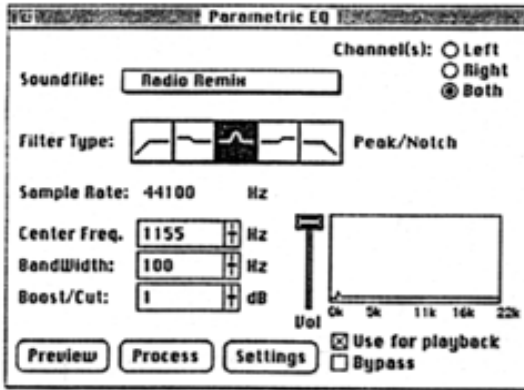 Parametric EQ
Channel(s): Left
Right
Both
Soundfile: Radio Remix
Filter Type: Peak/Notch
Sample Rate: 44100 Hz
Center Freq. 1155 Hz
BandWidth: 100 Hz
Boost/Cut: 1 dB
Vol
0k 5k 11k 16k 22k
Use for playback
Bypass
Preview Process Settings